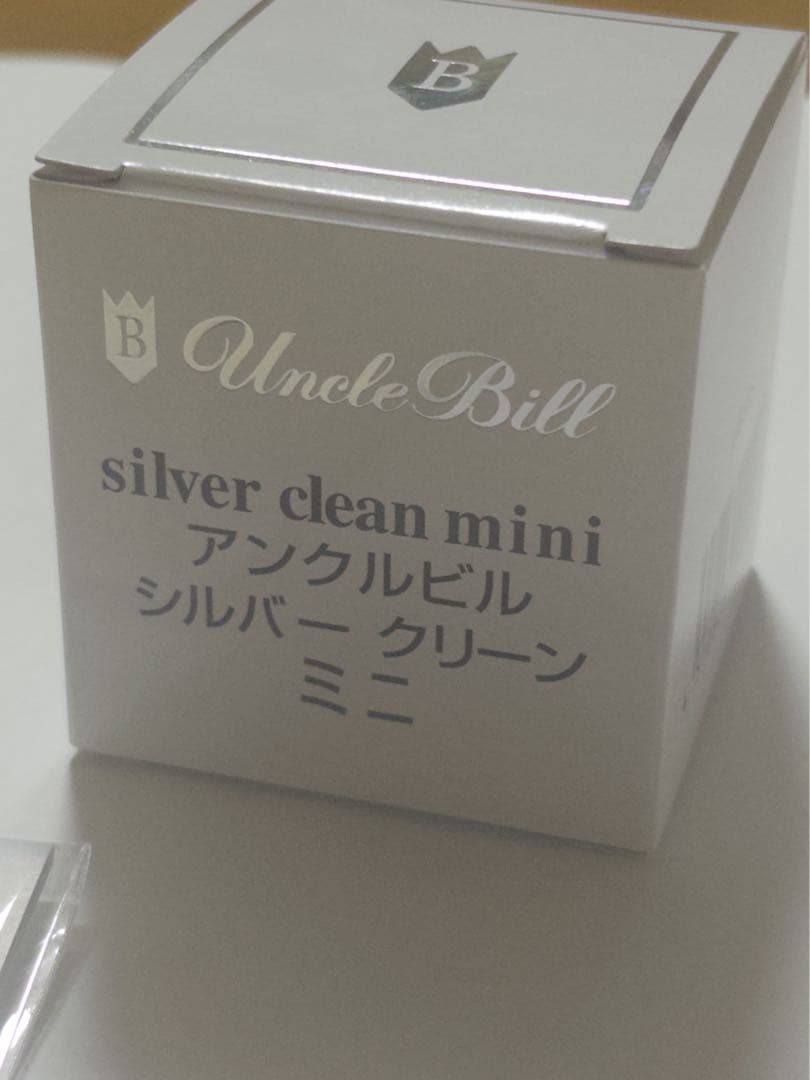 B
B Uncle Bill
silver clean mini
アンクルビル
シルバー クリーン
ミニ